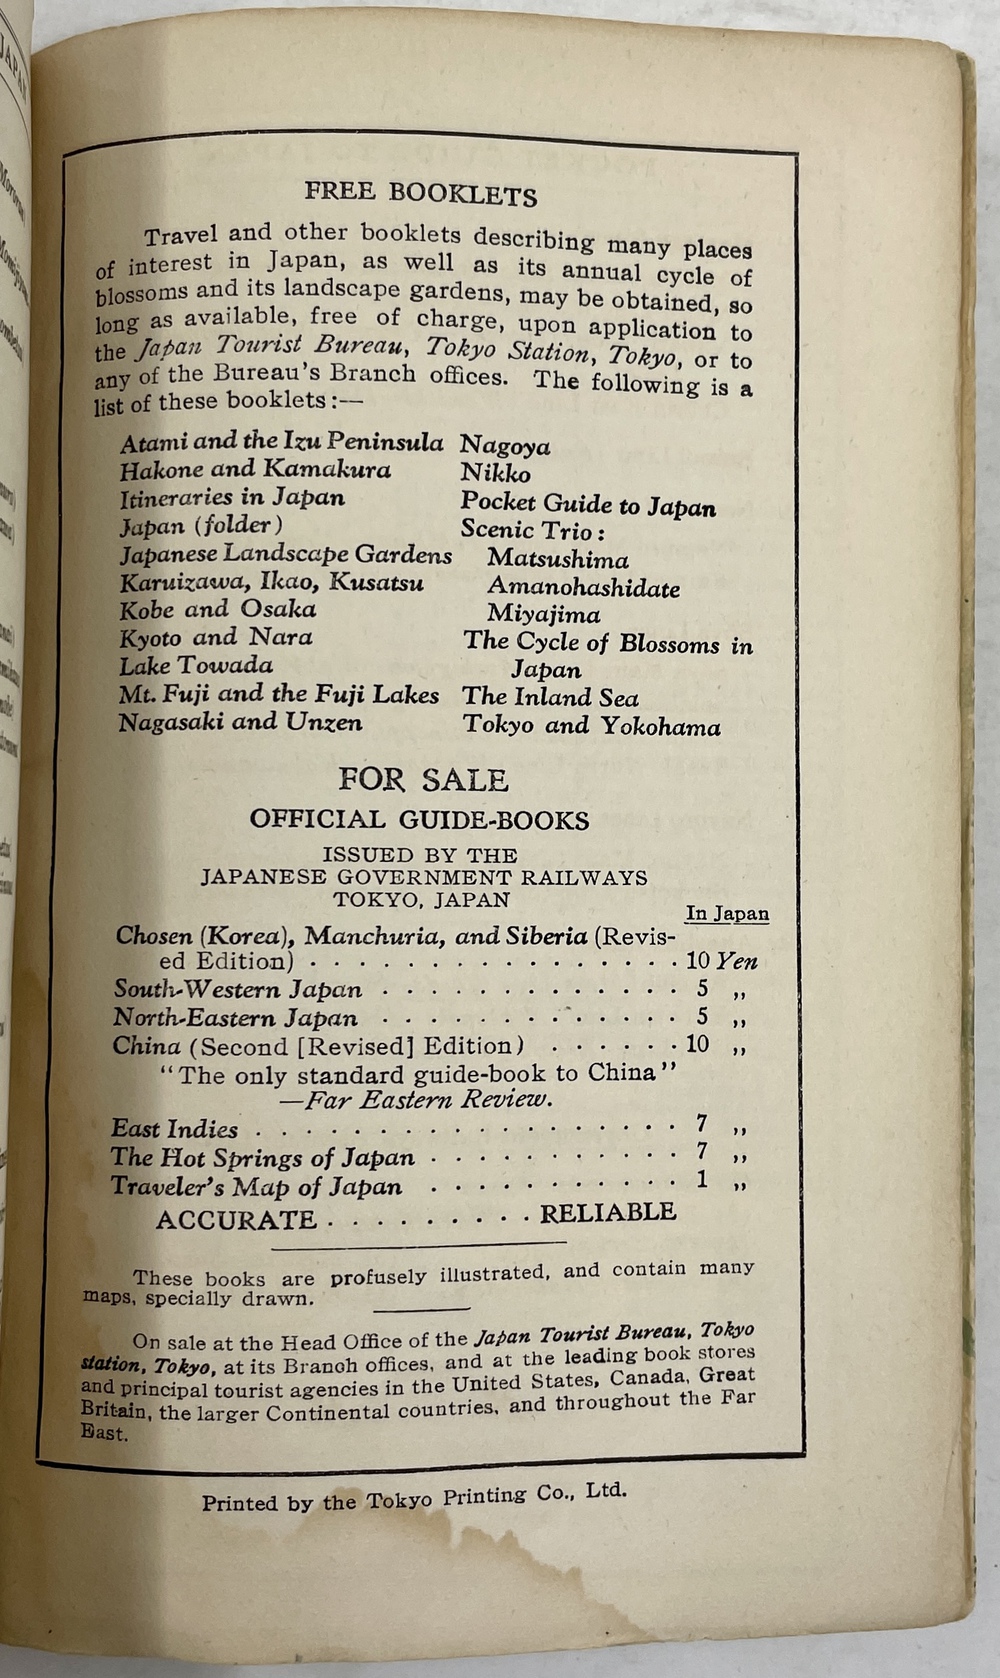 JAPAN
FREE BOOKLETS
Travel and other booklets describing many places
of interest in Japan, as well as its annual cycle of
blossoms and its landscape gardens, may be obtained, so
long as available, free of charge, upon application to
the Japan Tourist Bureau, Tokyo Station, Tokyo, or to
any of the Bureau's Branch offices. The following is a
list of these booklets:—
Atami and the Izu Peninsula
Hakone and Kamakura
Itineraries in Japan
Japan (folder)
Japanese Landscape Gardens
Karuizawa, Ikao, Kusatsu
Kobe and Osaka
Kyoto and Nara
Lake Towada
Mt. Fuji and the Fuji Lakes
Nagasaki and Unzen
Nagoya
Nikko
Pocket Guide to Japan
Scenic Trio:
Matsushima
Amanohashidate
Miyajima
The Cycle of Blossoms in
Japan
The Inland Sea
Tokyo and Yokohama
FOR SALE
OFFICIAL GUIDE-BOOKS
ISSUED BY THE
JAPANESE GOVERNMENT RAILWAYS
TOKYO, JAPAN
In Japan
Chosen (Korea), Manchuria, and Siberia (Revis-
ed Edition) . . . . . . . . . . . . . . . . . 10 Yen
South-Western Japan . . . . . . . . . . . . . 5 ,,
North-Eastern Japan . . . . . . . . . . . . . 5 ,,
China (Second [Revised] Edition) . . . . . . 10 ,,
"The only standard guide-book to China"
—Far Eastern Review.
East Indies . . . . . . . . . . . . . . . . . . 7 ,,
The Hot Springs of Japan . . . . . . . . . . . 7 ,,
Traveler's Map of Japan . . . . . . . . . . . 1 ,,
ACCURATE . . . . . . . . . RELIABLE
These books are profusely illustrated, and contain many
maps, specially drawn.
On sale at the Head Office of the Japan Tourist Bureau, Tokyo
station, Tokyo, at its Branch offices, and at the leading book stores
and principal tourist agencies in the United States, Canada, Great
Britain, the larger Continental countries, and throughout the Far
East.
Printed by the Tokyo Printing Co., Ltd.